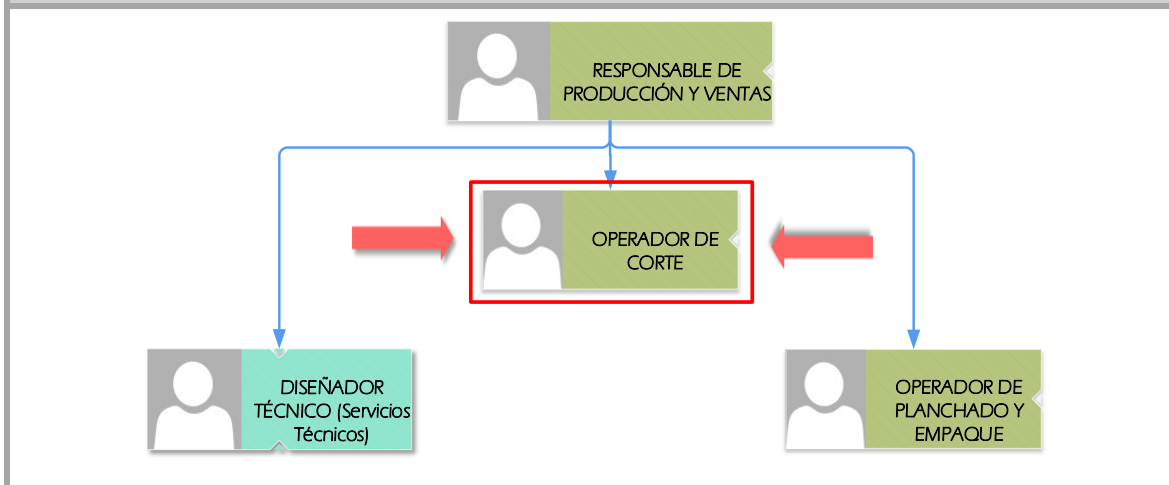 RESPONSABLE DE
PRODUCCIÓN Y VENTAS
OPERADOR DE
CORTE
DISEÑADOR
TÉCNICO (Servicios
Técnicos)
OPERADOR DE
PLANCHADO Y
EMPAQUE